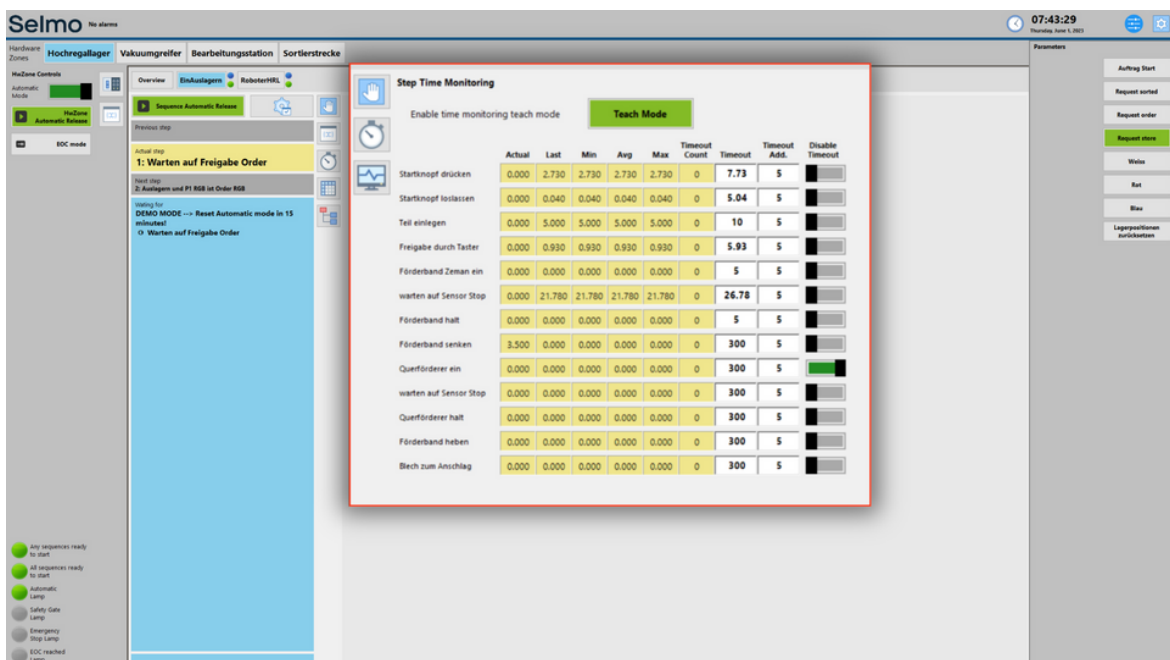 Selmo No alarms
07:43:29
Thursday, June 1, 2023
Hardware
Zones
Hochregallager Vakuumgreifer Bearbeitungsstation Sortierstrecke
HwZone Controls
Automatic
Mode
HwZone
Automatic Release
EOC mode
Overview EinAuslagern RoboterHRL
Sequence Automatic Release
Previous step
Actual step
1: Warten auf Freigabe Order
Next step
2: Auslagern und P1 RGB ist Order RGB
Waiting for
DEMO MODE --> Reset Automatic mode in 15
minutes!
Warten auf Freigabe Order
Step Time Monitoring
Enable time monitoring teach mode Teach Mode
Actual Last Min Avg Max Timeout Count Timeout Timeout Add. Disable Timeout
Startknopf drücken 0.000 2.730 2.730 2.730 2.730 0 7.73 5
Startknopf loslassen 0.000 0.040 0.040 0.040 0.040 0 5.04 5
Teil einlegen 0.000 5.000 5.000 5.000 5.000 0 10 5
Freigabe durch Taster 0.000 0.930 0.930 0.930 0.930 0 5.93 5
Förderband Zeman ein 0.000 0.000 0.000 0.000 0.000 0 5 5
warten auf Sensor Stop 0.000 21.780 21.780 21.780 21.780 0 26.78 5
Förderband halt 0.000 0.000 0.000 0.000 0.000 0 5 5
Förderband senken 3.500 0.000 0.000 0.000 0.000 0 300 5
Querförderer ein 0.000 0.000 0.000 0.000 0.000 0 300 5
warten auf Sensor Stop 0.000 0.000 0.000 0.000 0.000 0 300 5
Querförderer halt 0.000 0.000 0.000 0.000 0.000 0 300 5
Förderband heben 0.000 0.000 0.000 0.000 0.000 0 300 5
Blech zum Anschlag 0.000 0.000 0.000 0.000 0.000 0 300 5
Parameters
Auftrag Start
Request sorted
Request order
Request store
Weiss
Rot
Blau
Lagerpositionen
zurücksetzen
Any sequences ready
to start
All sequences ready
to start
Automatic
Lamp
Safety Gate
Lamp
Emergency
Stop Lamp
EOC reached
Lamp